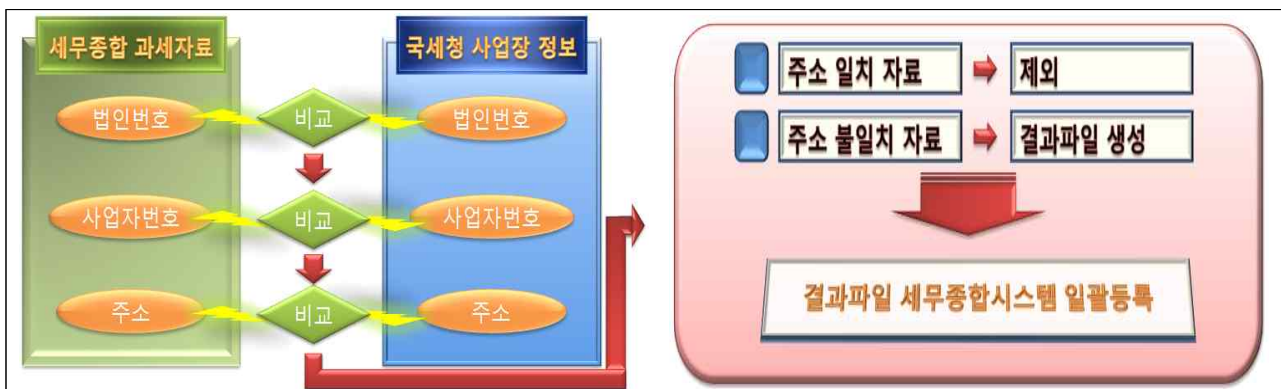 세무종합 과세자료
국세청 사업장 정보
법인번호
비교
법인번호
사업자번호
비교
사업자번호
주소
비교
주소
주소 일치 자료
제외
주소 불일치 자료
결과파일 생성
결과파일 세무종합시스템 일괄등록